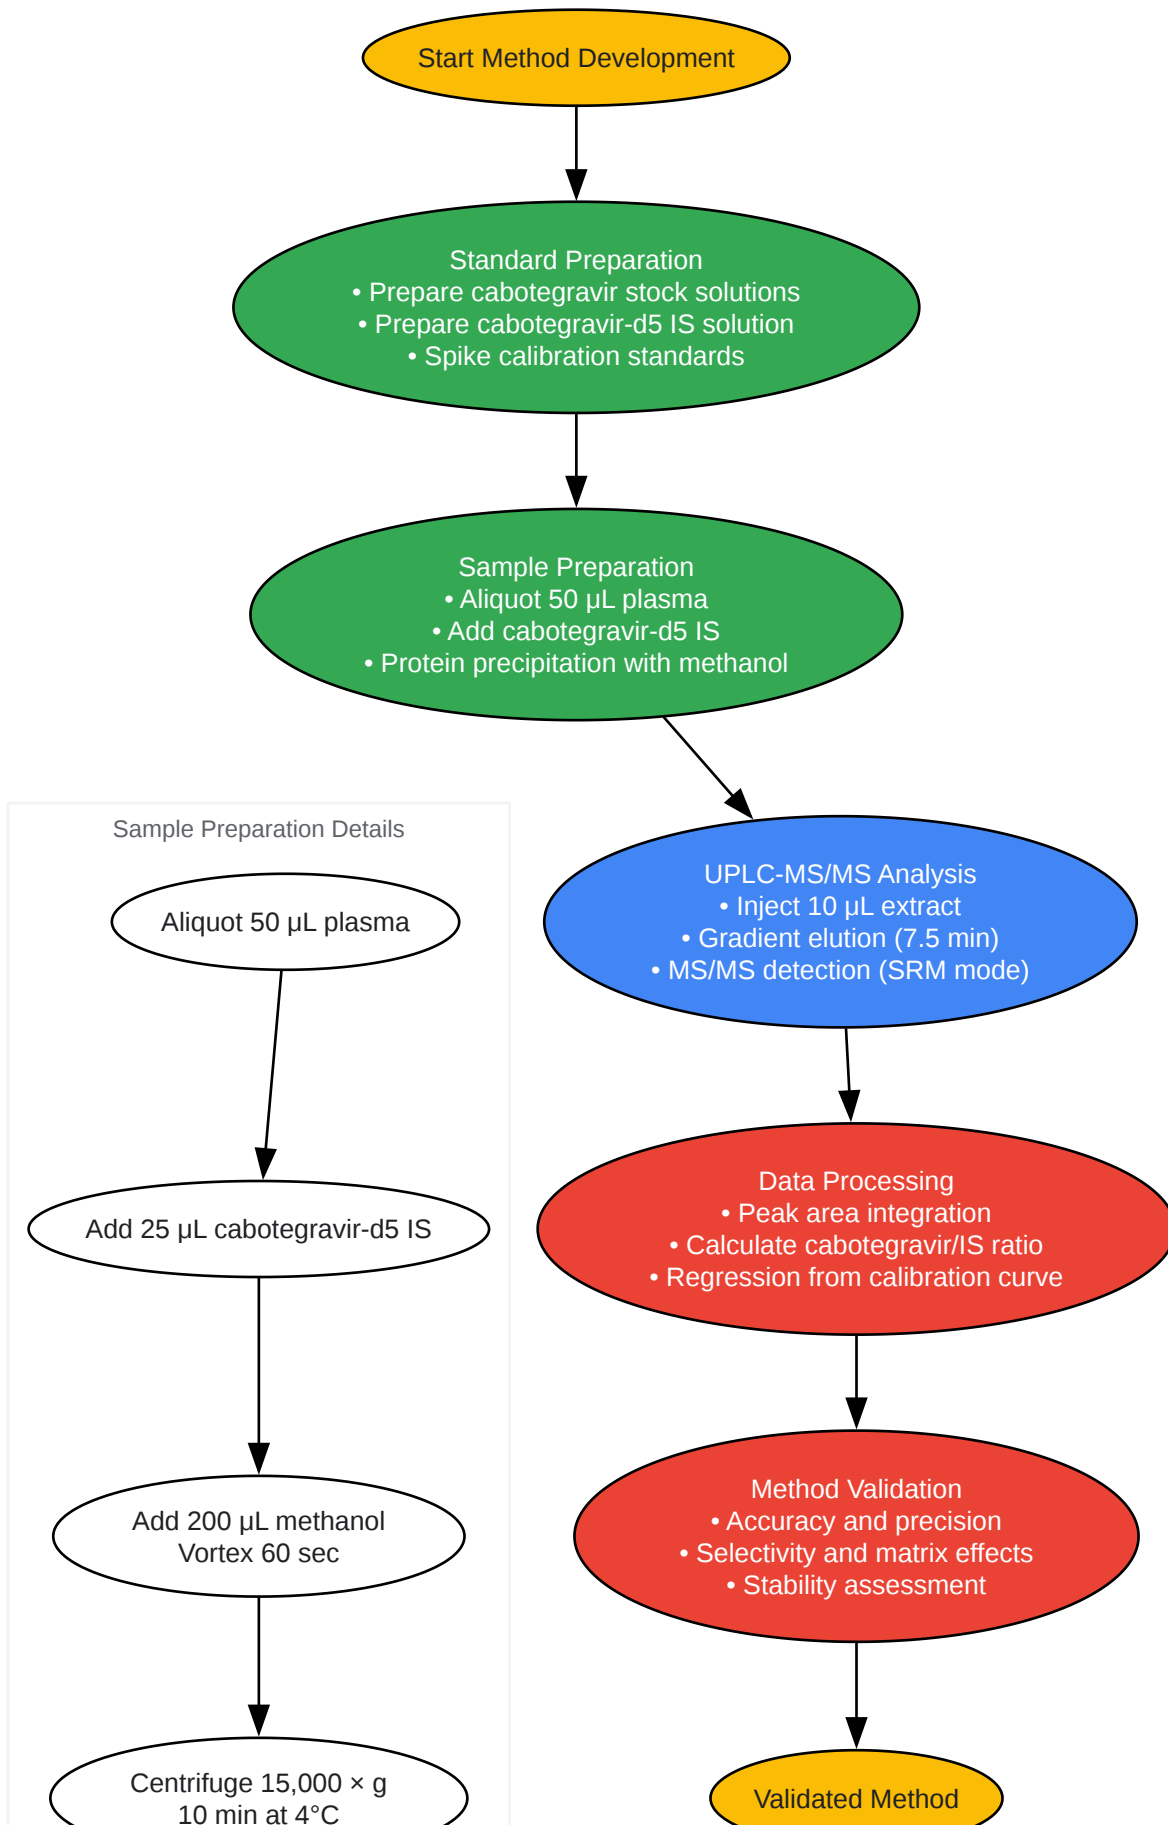 Start Method Development
Standard Preparation
• Prepare cabotegravir stock solutions
• Prepare cabotegravir-d5 IS solution
• Spike calibration standards
Sample Preparation
• Aliquot 50 μL plasma
• Add cabotegravir-d5 IS
• Protein precipitation with methanol
Sample Preparation Details
Aliquot 50 μL plasma
Add 25 μL cabotegravir-d5 IS
Add 200 μL methanol
Vortex 60 sec
Centrifuge 15,000 × g
10 min at 4°C
UPLC-MS/MS Analysis
• Inject 10 μL extract
• Gradient elution (7.5 min)
• MS/MS detection (SRM mode)
Data Processing
• Peak area integration
• Calculate cabotegravir/IS ratio
• Regression from calibration curve
Method Validation
• Accuracy and precision
• Selectivity and matrix effects
• Stability assessment
Validated Method